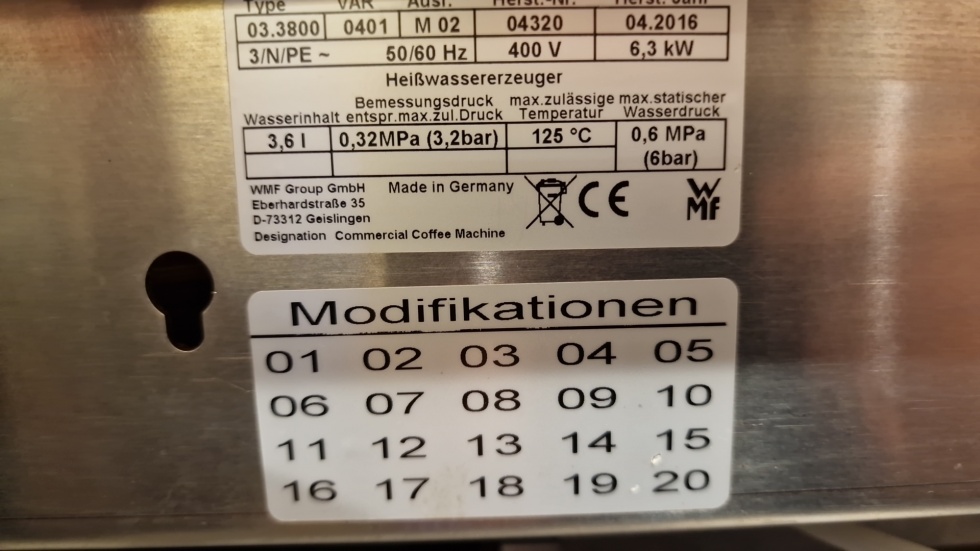 Type VAR Ausf. Herst.-Nr. Herst.-Jahr
03.3800 0401 M 02 04320 04.2016
3/N/PE ~ 50/60 Hz 400 V 6,3 kW
Heißwassererzeuger
Bemessungsdruck max.zulässige max.statischer
Wasserinhalt entspr.max.zul.Druck Temperatur Wasserdruck
3,6 l 0,32MPa (3,2bar) 125 °C 0,6 MPa
(6bar)
WMF Group GmbH Made in Germany
Eberhardstraße 35
D-73312 Geislingen
Designation Commercial Coffee Machine
CE
WMF
Modifikationen
01 02 03 04 05
06 07 08 09 10
11 12 13 14 15
16 17 18 19 20